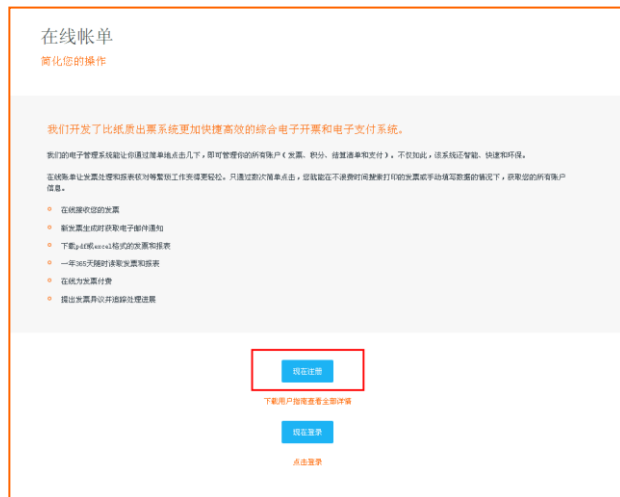 在线帐单
简化您的操作
我们开发了比纸质出票系统更加快捷高效的综合电子开票和电子支付系统。
我们的电子管理系统能让你通过简单地点击几下，即可管理你的所有账户（发票、积分、结算清单和支付）。不仅如此，该系统还智能、快速和环保。
在线账单让发票处理和报表核对等繁琐工作变得更轻松。只通过数次简单点击，您就能在不浪费时间搜索打印的发票或手动填写数据的情况下，获取您的所有账户
信息。
在线接收您的发票
新发票生成时获取电子邮件通知
下载pdf或excel格式的发票和报表
一年365天随时读取发票和报表
在线为发票付费
提出发票异议并追踪处理进展
现在注册
下载用户指南查看全部详情
现在登录
点击登录